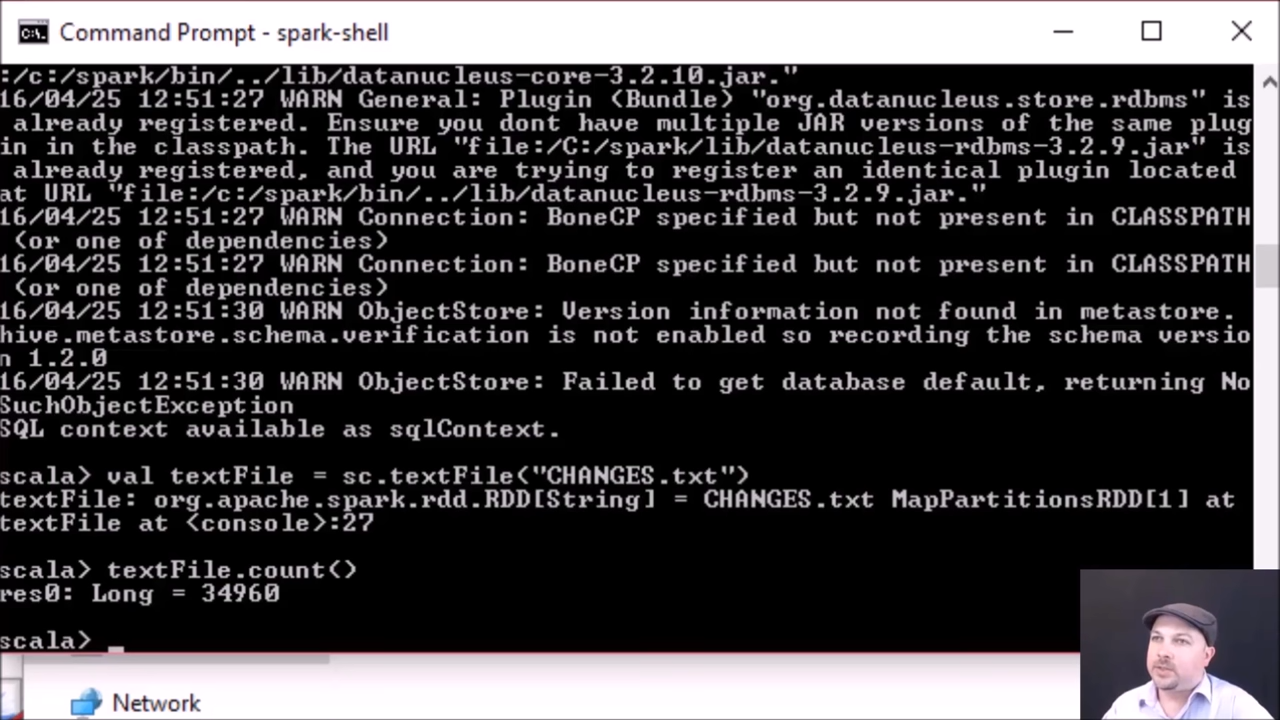 Command Prompt - spark-shell
:/c:/spark/bin/../lib/datanucleus-core-3.2.10.jar."
16/04/25 12:51:27 WARN General: Plugin (Bundle) "org.datanucleus.store.rdbms" is
already registered. Ensure you dont have multiple JAR versions of the same plug
in in the classpath. The URL "file:/C:/spark/lib/datanucleus-rdbms-3.2.9.jar" is
already registered, and you are trying to register an identical plugin located
at URL "file:/c:/spark/bin/../lib/datanucleus-rdbms-3.2.9.jar."
16/04/25 12:51:27 WARN Connection: BoneCP specified but not present in CLASSPATH
(or one of dependencies)
16/04/25 12:51:27 WARN Connection: BoneCP specified but not present in CLASSPATH
(or one of dependencies)
16/04/25 12:51:30 WARN ObjectStore: Version information not found in metastore.
hive.metastore.schema.verification is not enabled so recording the schema versio
n 1.2.0
16/04/25 12:51:30 WARN ObjectStore: Failed to get database default, returning No
SuchObjectException
SQL context available as sqlContext.
scala> val textFile = sc.textFile("CHANGES.txt")
textFile: org.apache.spark.rdd.RDD[String] = CHANGES.txt MapPartitionsRDD[1] at
textFile at <console>:27
scala> textFile.count()
res0: Long = 34960
scala>
Network